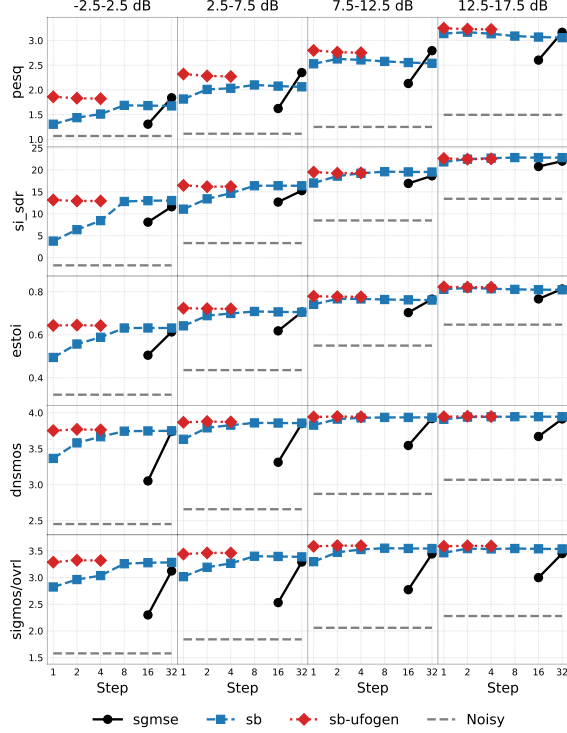 -2.5-2.5 dB 2.5-7.5 dB 7.5-12.5 dB 12.5-17.5 dB
pesq
3.0
2.5
2.0
1.5
1.0
si_sdr
25
20
15
10
5
0
estoi
0.8
0.6
0.4
dnsmos
4.0
3.5
3.0
2.5
sigmos/ovrl
3.5
3.0
2.5
2.0
1.5
1 2 4 8 16 32 1 2 4 8 16 32 1 2 4 8 16 32 1 2 4 8 16 32
Step Step Step Step
sgmse sb sb-ufogen Noisy